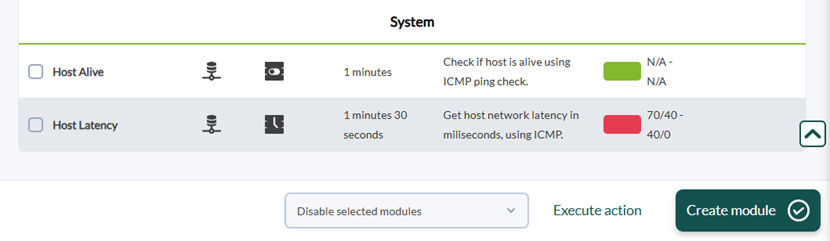 System
Host Alive 1 minutes Check if host is alive using N/A -
ICMP ping check. N/A
Host Latency 1 minutes 30 Get host network latency in 70/40 -
seconds miliseconds, using ICMP. 40/0
Disable selected modules Execute action Create module